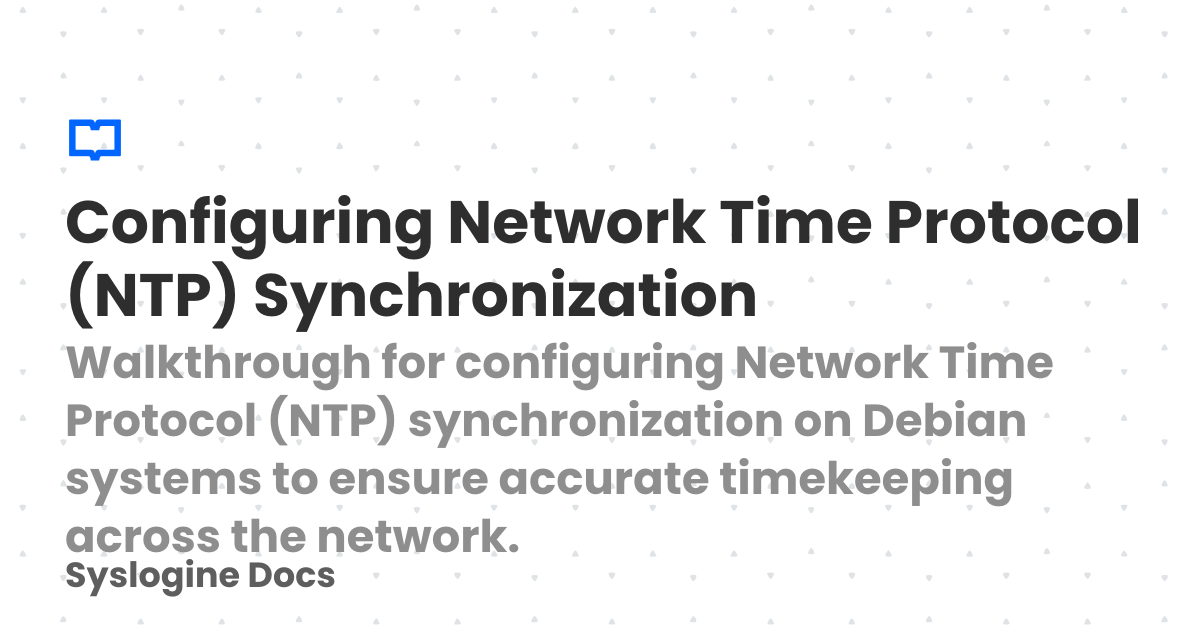 Configuring Network Time Protocol
(NTP) Synchronization
Walkthrough for configuring Network Time
Protocol (NTP) synchronization on Debian
systems to ensure accurate timekeeping
across the network.
Syslogine Docs